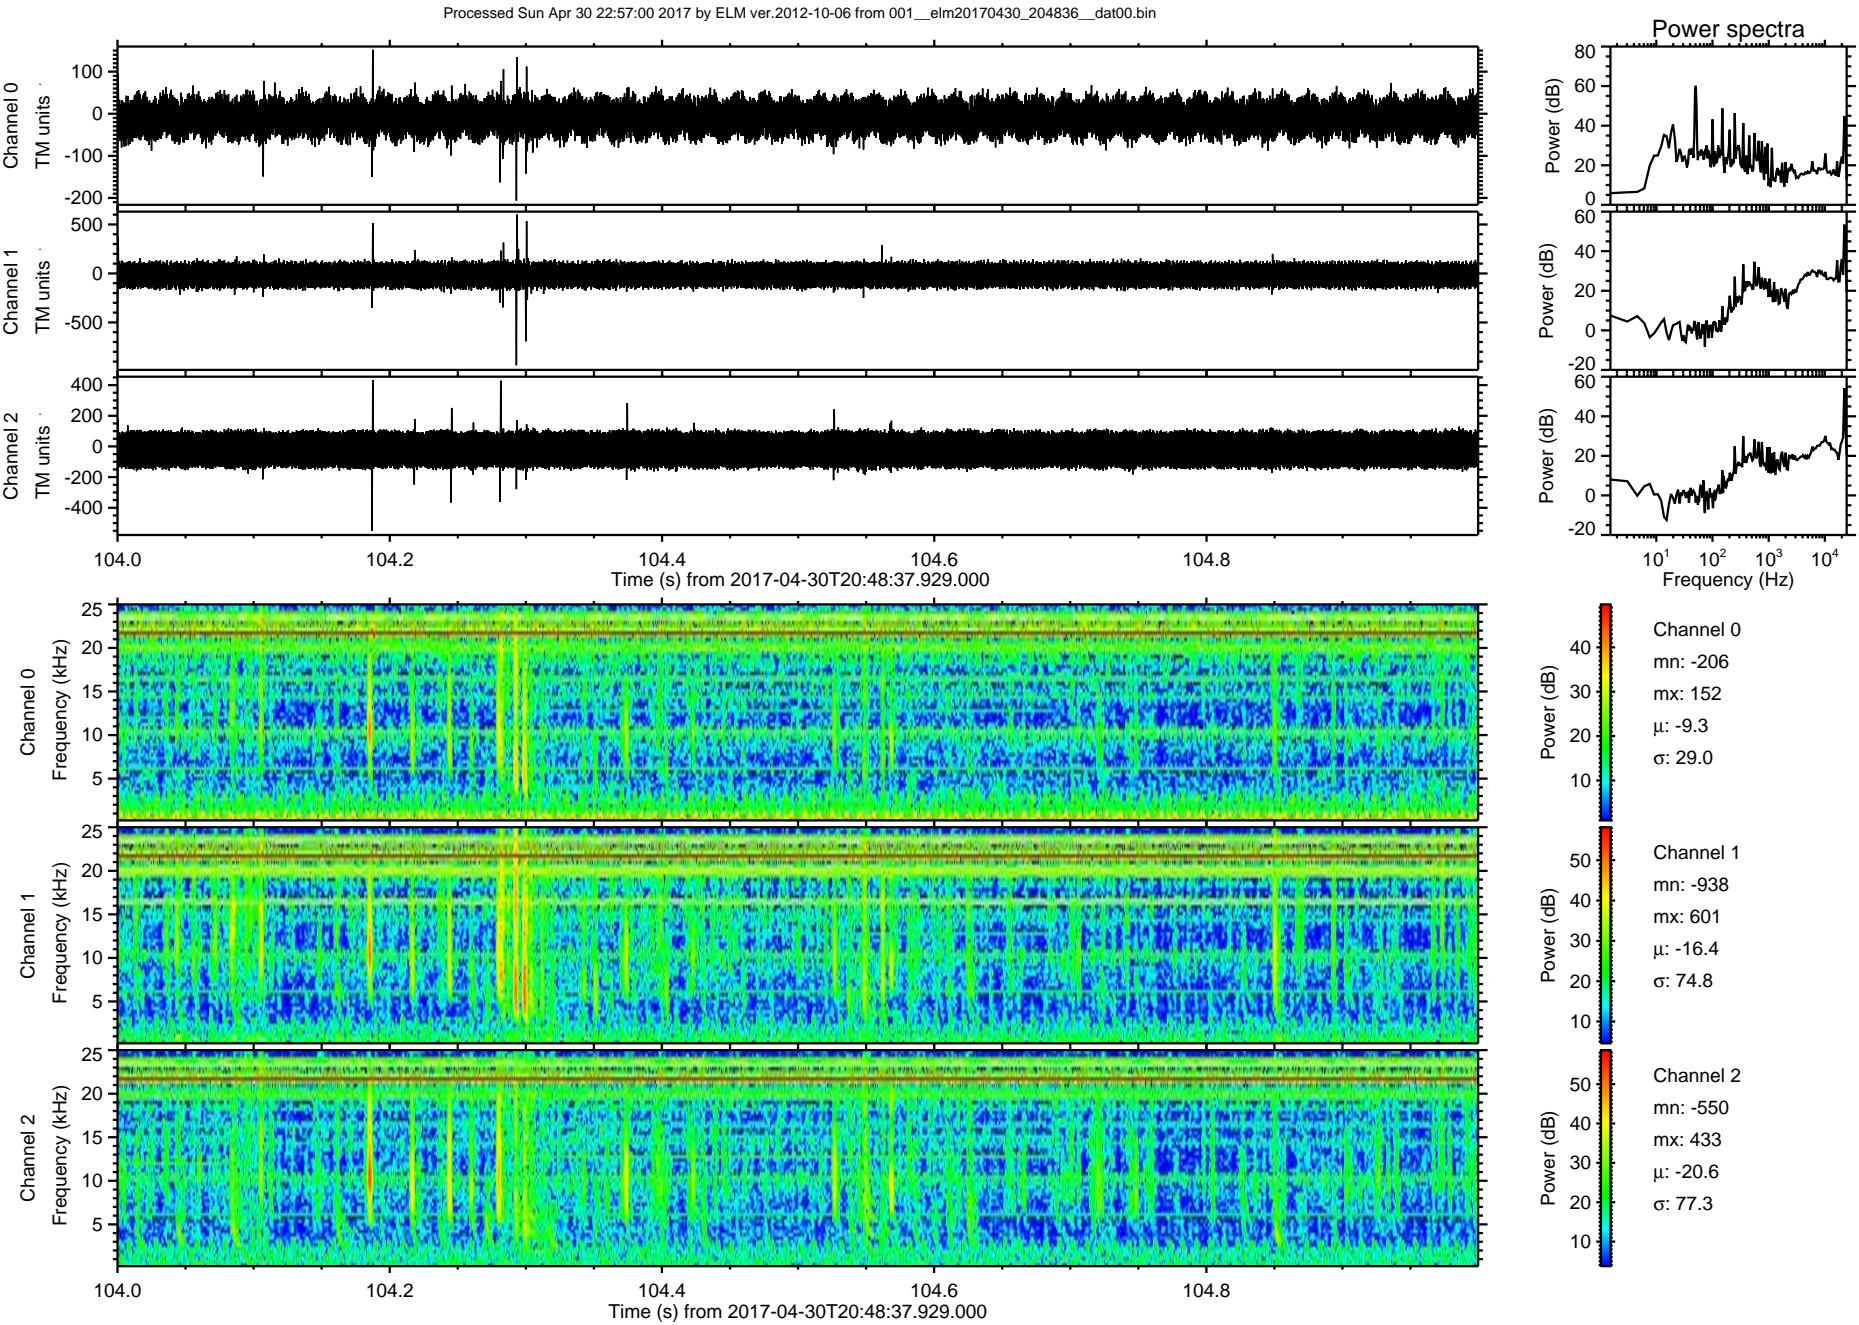 Processed Sun Apr 30 22:57:00 2017 by ELM ver.2012-10-06 from 001__elm20170430_204836__dat00.bin
Power spectra
Channel 0
TM units
100
0
-100
-200
Power (dB)
80
60
40
20
0
Channel 1
TM units
500
0
-500
Power (dB)
60
40
20
0
-20
Channel 2
TM units
400
200
0
-200
-400
Power (dB)
60
40
20
0
-20
104.0 104.2 104.4 104.6 104.8
Time (s) from 2017-04-30T20:48:37.929.000
10¹ 10² 10³ 10⁴
Frequency (Hz)
Channel 0
Frequency (kHz)
25
20
15
10
5
Power (dB)
40
30
20
10
Channel 0
mn: -206
mx: 152
μ: -9.3
σ: 29.0
Channel 1
Frequency (kHz)
25
20
15
10
5
Power (dB)
50
40
30
20
10
Channel 1
mn: -938
mx: 601
μ: -16.4
σ: 74.8
Channel 2
Frequency (kHz)
25
20
15
10
5
Power (dB)
50
40
30
20
10
Channel 2
mn: -550
mx: 433
μ: -20.6
σ: 77.3
104.0 104.2 104.4 104.6 104.8
Time (s) from 2017-04-30T20:48:37.929.000